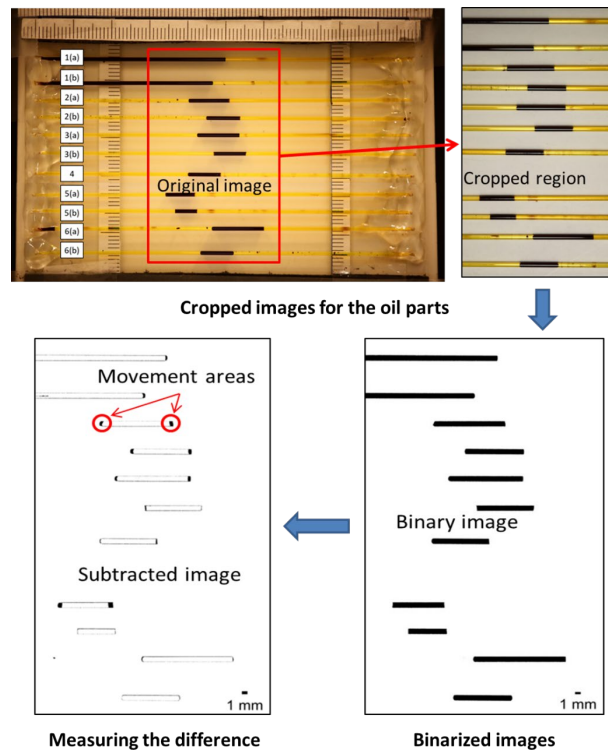 1(a)
1(b)
2(a)
2(b)
3(a)
3(b)
4
5(a)
5(b)
6(a)
6(b)
Original image
Cropped region
Cropped images for the oil parts
Movement areas
Subtracted image
1 mm
Binary image
1 mm
Measuring the difference
Binarized images